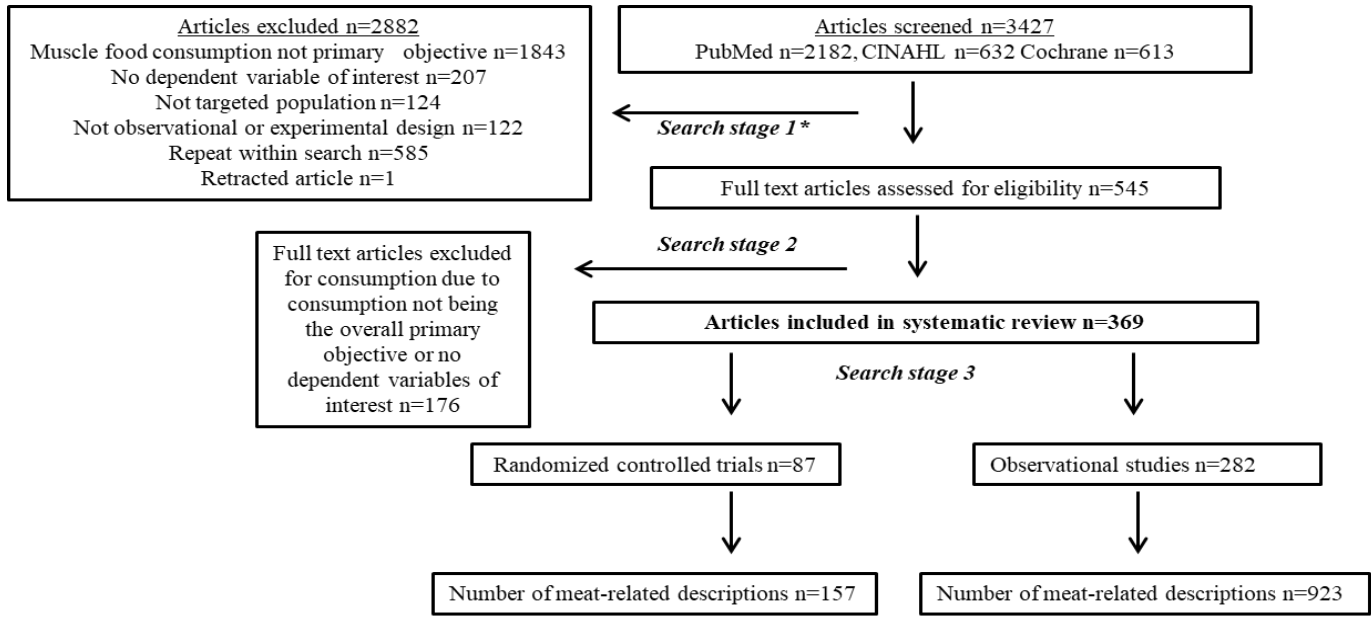 Articles excluded n=2882
Muscle food consumption not primary objective n=1843
No dependent variable of interest n=207
Not targeted population n=124
Not observational or experimental design n=122
Repeat within search n=585
Retracted article n=1
Articles screened n=3427
PubMed n=2182, CINAHL n=632 Cochrane n=613
Search stage 1*
Full text articles assessed for eligibility n=545
Search stage 2
Full text articles excluded
for consumption due to
consumption not being
the overall primary
objective or no
dependent variables of
interest n=176
Articles included in systematic review n=369
Search stage 3
Randomized controlled trials n=87
Observational studies n=282
Number of meat-related descriptions n=157
Number of meat-related descriptions n=923